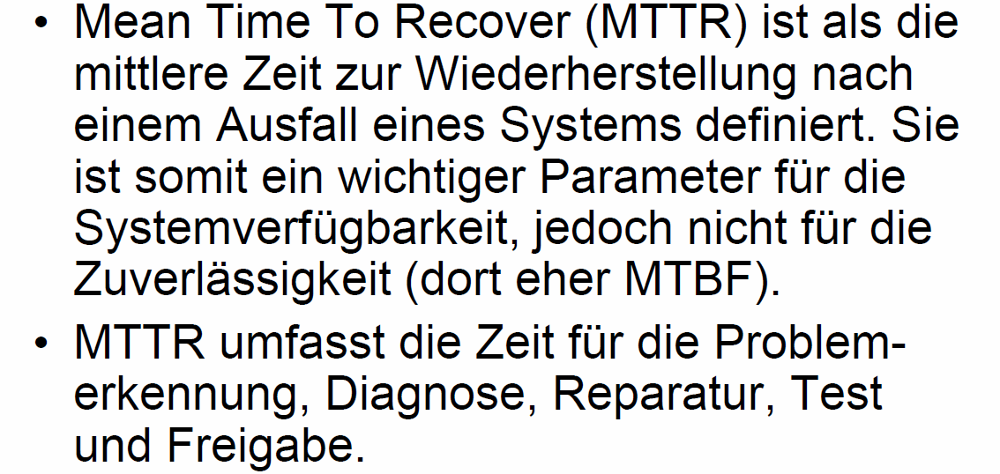 • Mean Time To Recover (MTTR) ist als die
mittlere Zeit zur Wiederherstellung nach
einem Ausfall eines Systems definiert. Sie
ist somit ein wichtiger Parameter für die
Systemverfügbarkeit, jedoch nicht für die
Zuverlässigkeit (dort eher MTBF).
• MTTR umfasst die Zeit für die Problem-
erkennung, Diagnose, Reparatur, Test
und Freigabe.